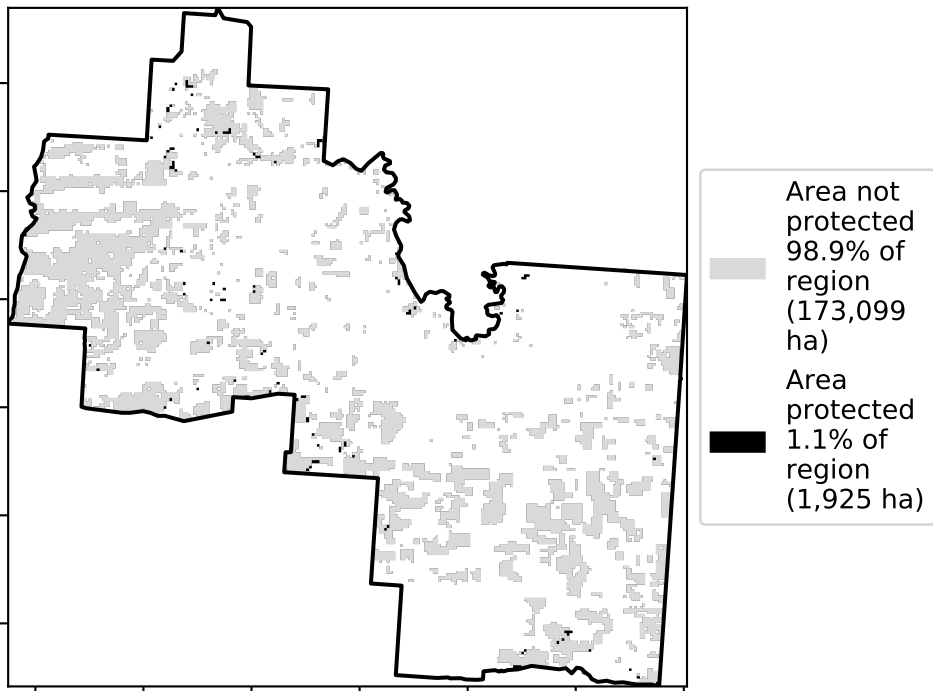 Area not
protected
98.9% of
region
(173,099
ha)
Area
protected
1.1% of
region
(1,925 ha)